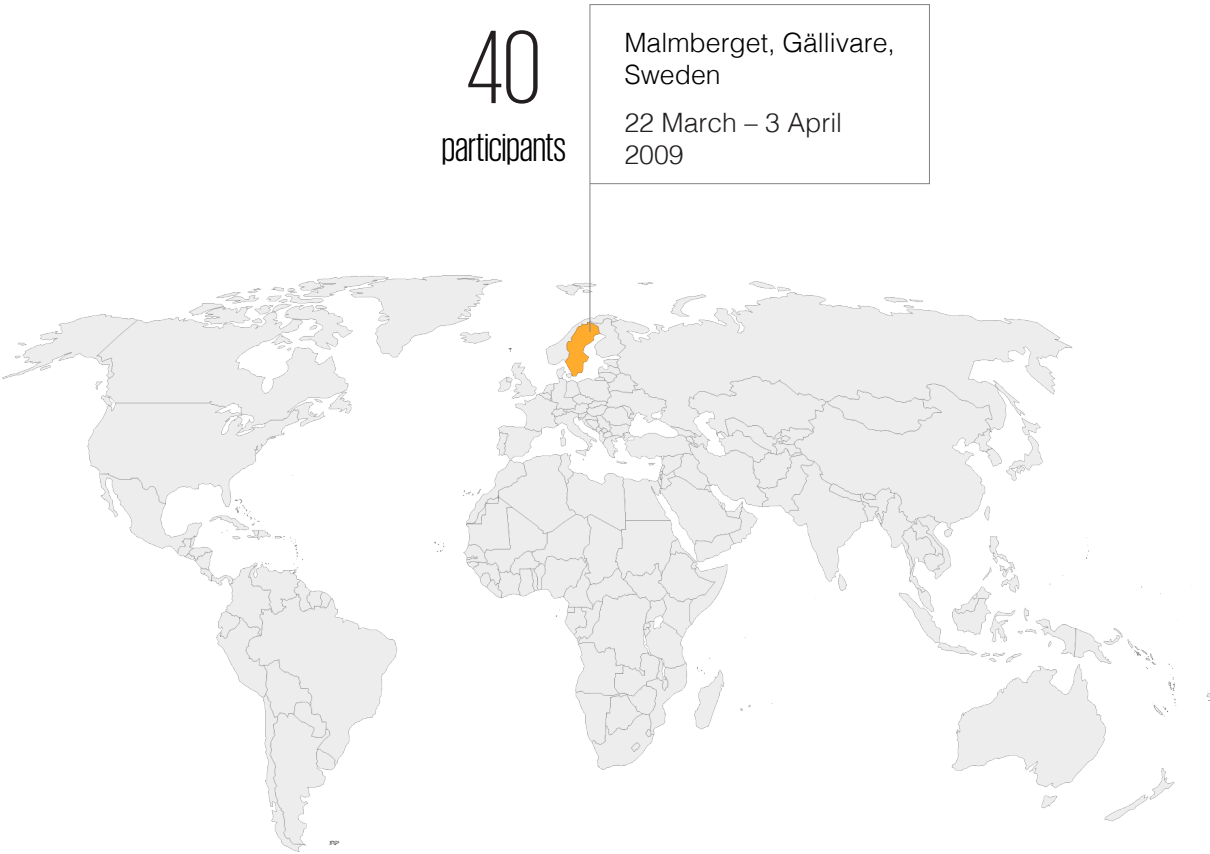 40
participants
Malmberget, Gällivare,
Sweden
22 March – 3 April
2009